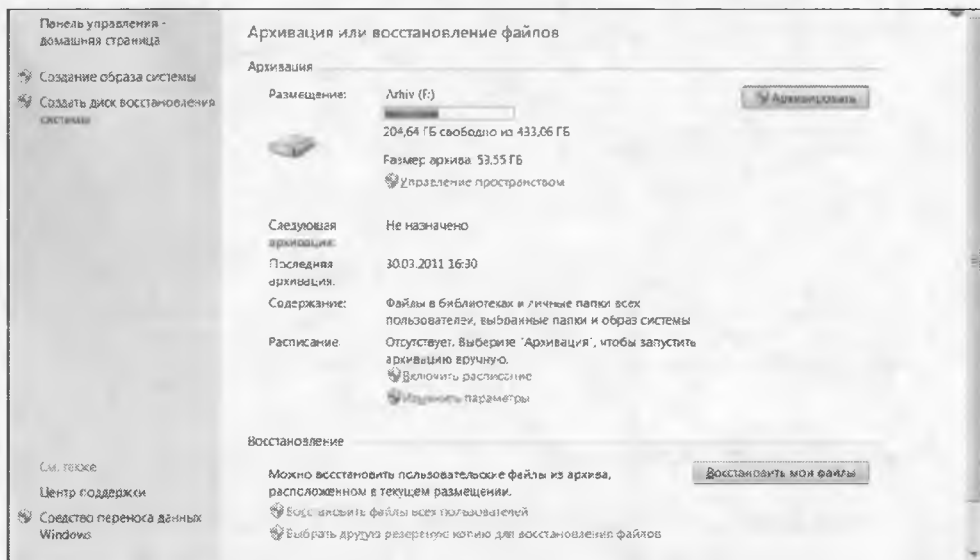 Панель управления -
домашняя страница
Создание образа системы
Создать диск восстановления
системы
Архивация или восстановление файлов
Архивация
Размещение:
Arhiv (F:)
Архивировать
204,64 ГБ свободно из 433,06 ГБ
Размер архива: 53,55 ГБ
Управление пространством
Следующая
архивация:
Не назначено
Последняя
архивация:
30.03.2011 16:30
Содержание:
Файлы в библиотеках и личные папки всех
пользователей, выбранные папки и образ системы
Расписание:
Отсутствует. Выберите "Архивация", чтобы запустить
архивацию вручную.
Включить расписание
Изменить параметры
Восстановление
Можно восстановить пользовательские файлы из архива,
расположенном в текущем размещении.
Восстановить мои файлы
Восстановить файлы всех пользователей
Выбрать другую резервную копию для восстановления файлов
См. также
Центр поддержки
Средство переноса данных
Windows